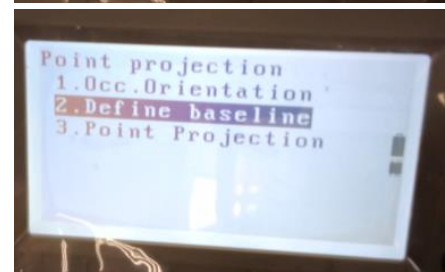 Point projection
1.Occ.Orientation
2.Define baseline
3.Point Projection